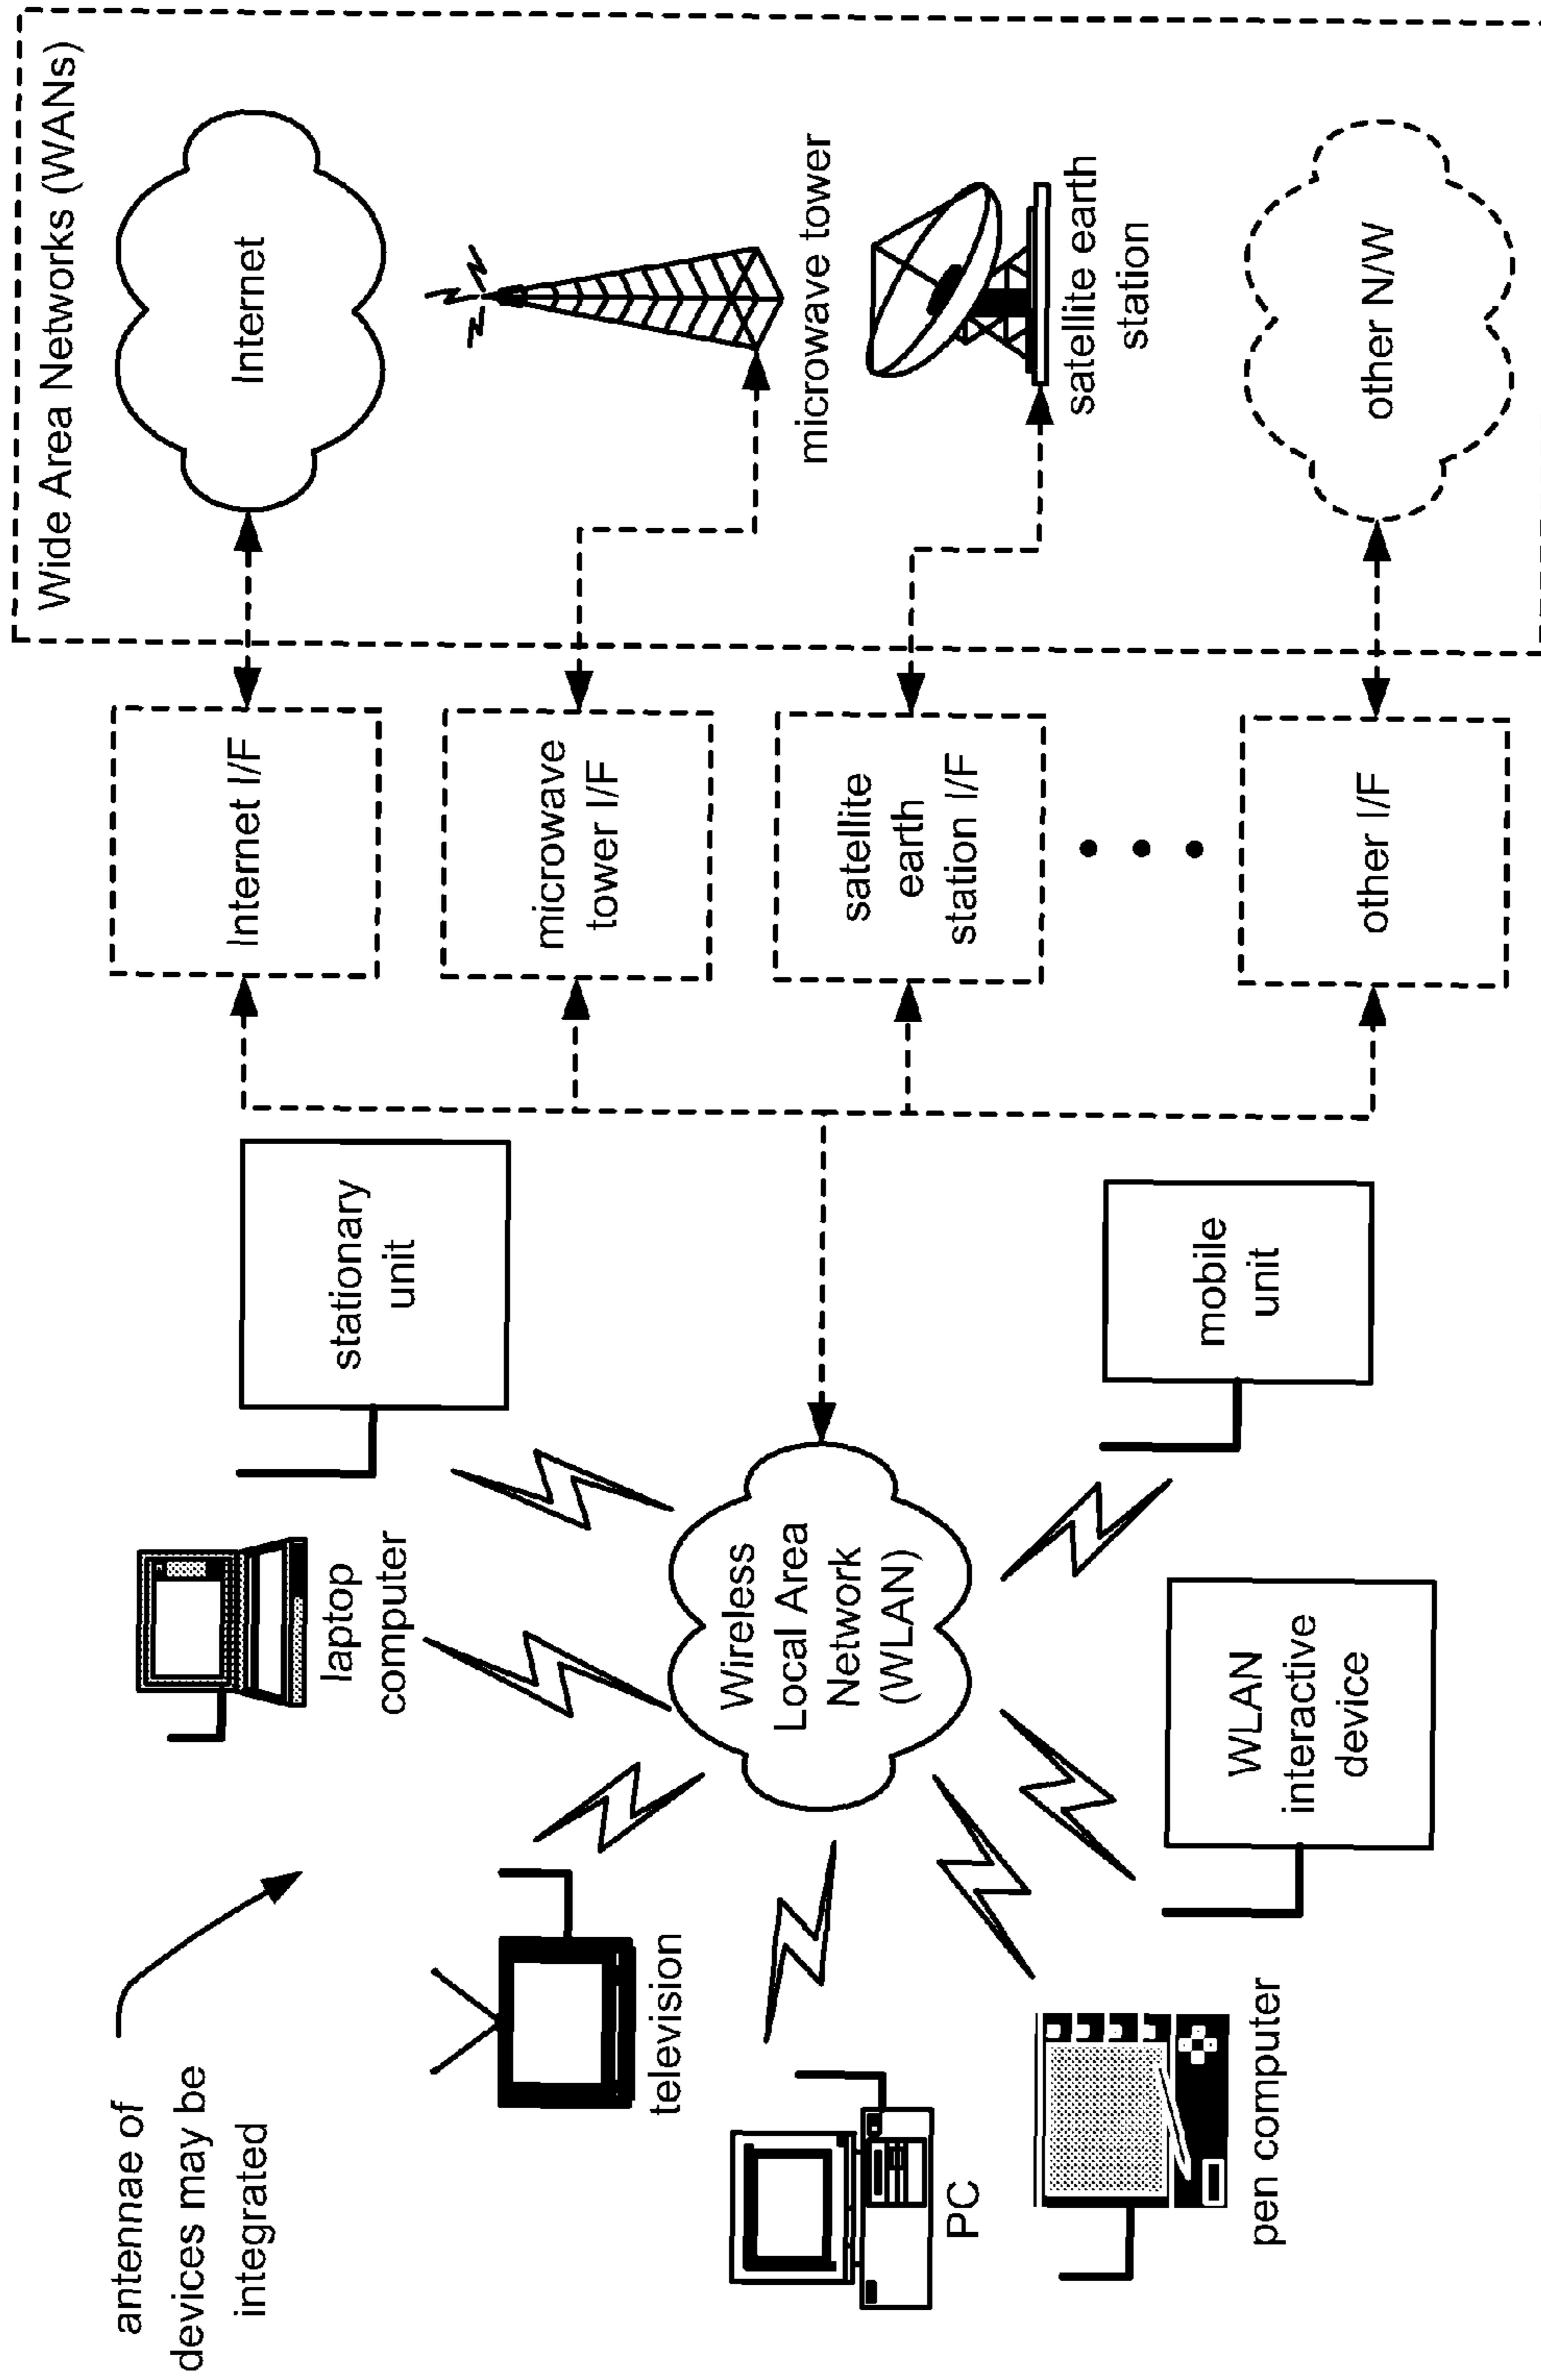 antennae of
devices may be
integrated
laptop
computer
stationary
unit
television
PC
pen computer
Wireless
Local Area
Network
(WLAN)
WLAN
interactive
device
mobile
unit
Internet I/F
microwave
tower I/F
satellite
earth
station I/F
other I/F
Wide Area Networks (WANs)
Internet
microwave tower
satellite earth
station
other N/W